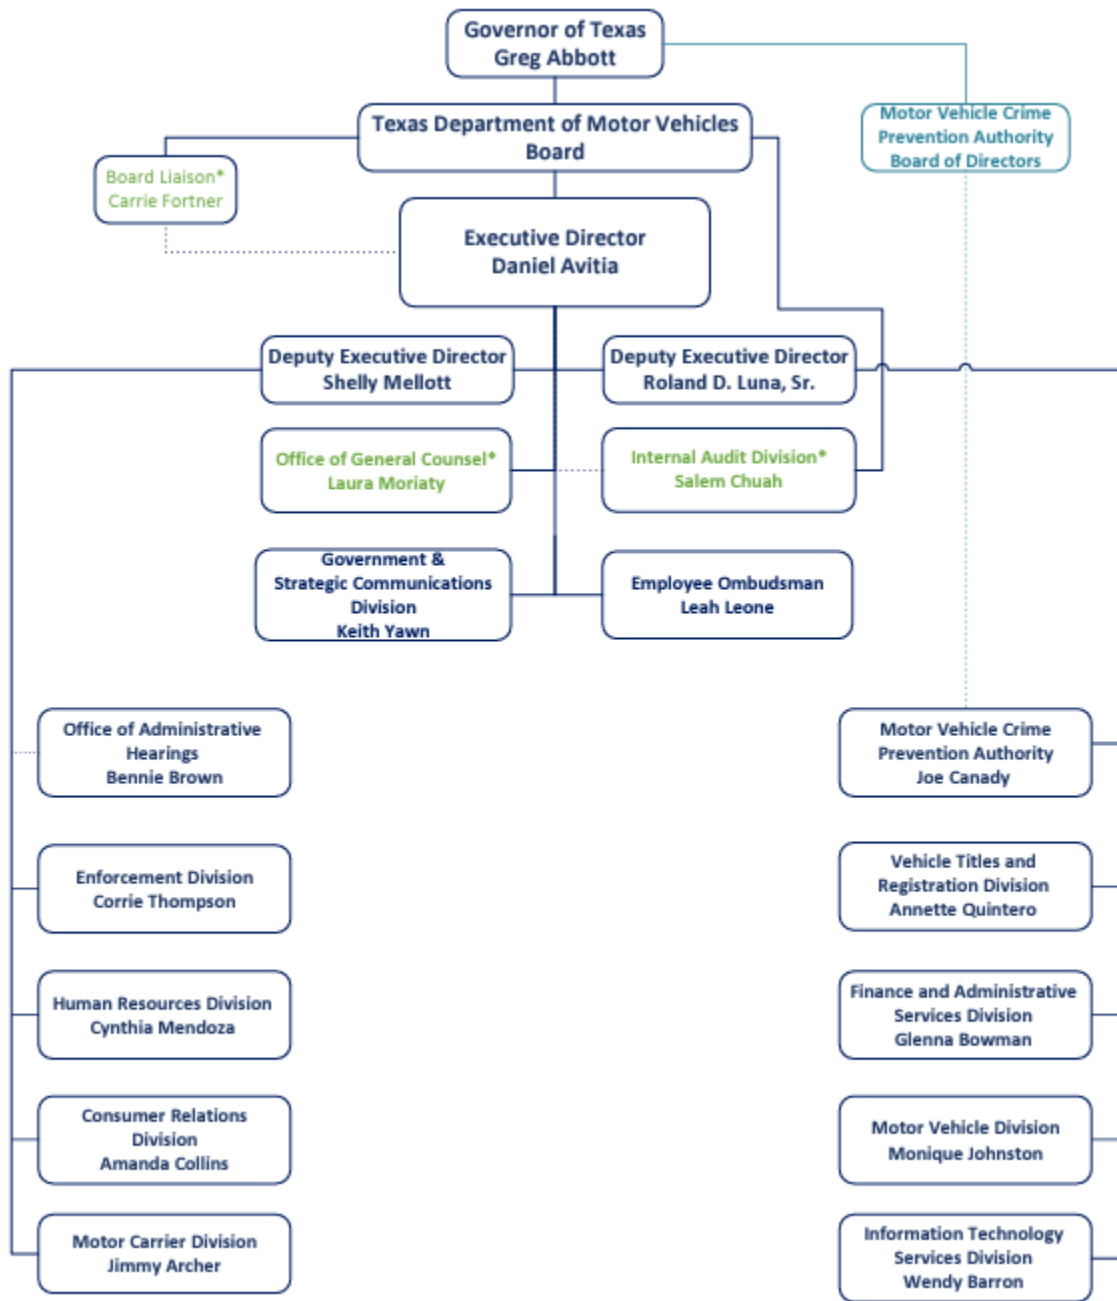 Governor of Texas
Greg Abbott
Texas Department of Motor Vehicles
Board
Motor Vehicle Crime
Prevention Authority
Board of Directors
Board Liaison*
Carrie Fortner
Executive Director
Daniel Avitia
Deputy Executive Director
Shelly Mellott
Deputy Executive Director
Roland D. Luna, Sr.
Office of General Counsel*
Laura Moriaty
Internal Audit Division*
Salem Chuah
Government &
Strategic Communications
Division
Keith Yawn
Employee Ombudsman
Leah Leone
Office of Administrative
Hearings
Bennie Brown
Motor Vehicle Crime
Prevention Authority
Joe Canady
Enforcement Division
Corrie Thompson
Vehicle Titles and
Registration Division
Annette Quintero
Human Resources Division
Cynthia Mendoza
Finance and Administrative
Services Division
Glenna Bowman
Consumer Relations
Division
Amanda Collins
Motor Vehicle Division
Monique Johnston
Motor Carrier Division
Jimmy Archer
Information Technology
Services Division
Wendy Barron